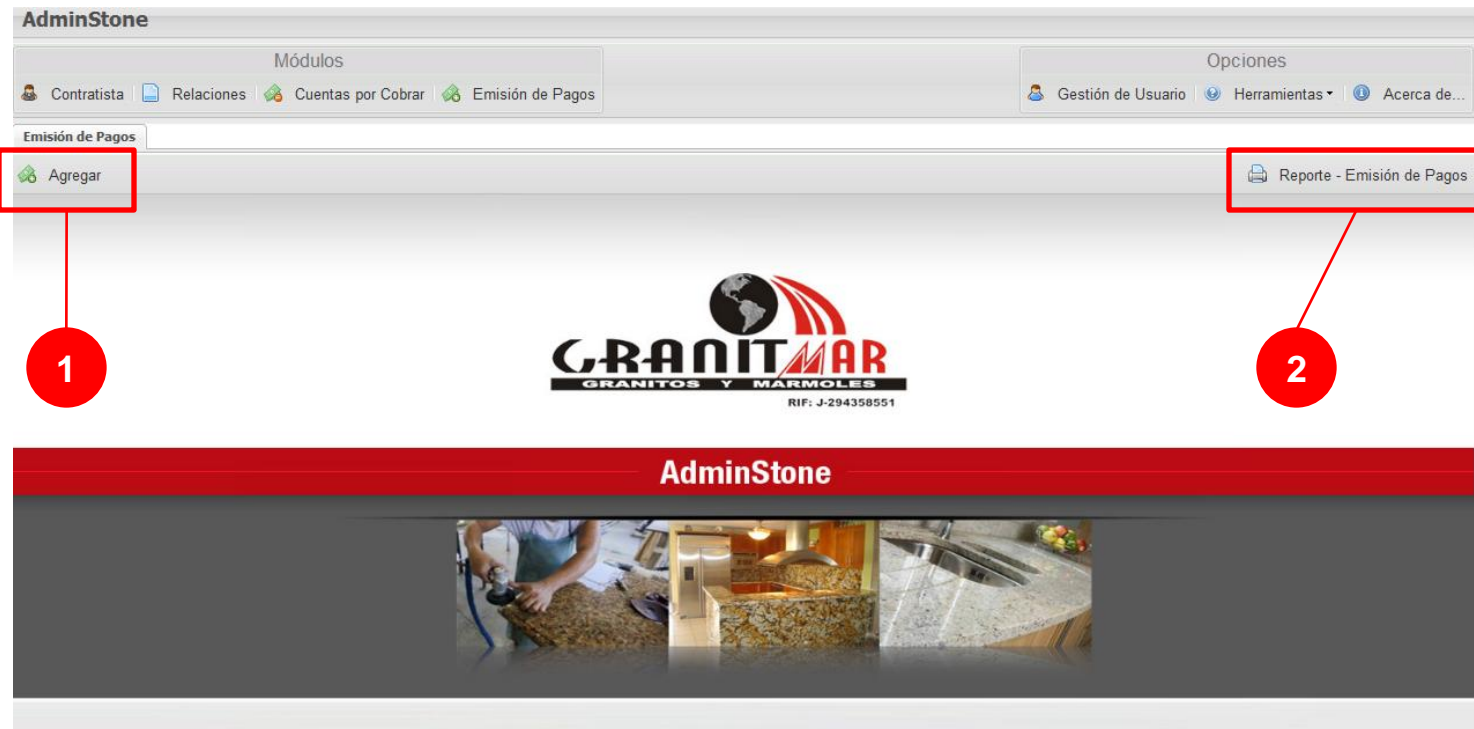 AdminStone
Módulos
Opciones
Contratista Relaciones Cuentas por Cobrar Emisión de Pagos
Gestión de Usuario Herramientas Acerca de...
Emisión de Pagos
Agregar
Reporte - Emisión de Pagos
1
2
GRANITMAR
GRANITOS Y MARMOLES
RIF: J-294358551
AdminStone